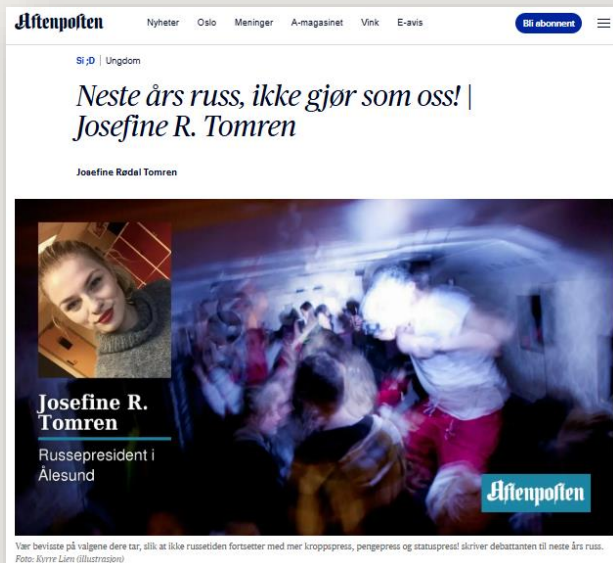 Aftenposten
Nyheter Oslo Meninger A-magasinet Vink E-avis
Bli abonnent
Si ;D | Ungdom
Neste års russ, ikke gjør som oss! |
Josefine R. Tomren
Josefine Rødal Tomren
Josefine R.
Tomren
Russepresident i
Ålesund
Aftenposten
Vær bevisste på valgene dere tar, slik at ikke russetiden fortsetter med mer kroppspress, pengepress og statuspress! skriver debattanten til neste års russ.
Foto: Kyrre Lien (illustrasjon)